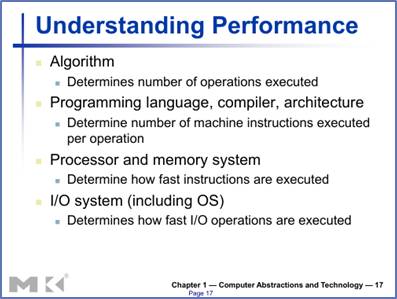 Understanding Performance
Algorithm
Determines number of operations executed
Programming language, compiler, architecture
Determine number of machine instructions executed
per operation
Processor and memory system
Determine how fast instructions are executed
I/O system (including OS)
Determines how fast I/O operations are executed
MK®
Chapter 1 — Computer Abstractions and Technology — 17
Page 17